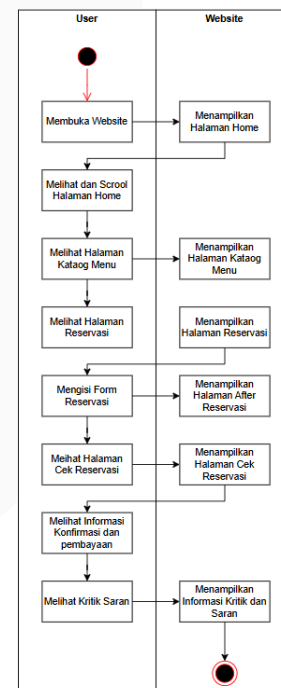 User
Website
Membuka Website
Menampilkan
Halaman Home
Melihat dan Scrool
Halaman Home
Melihat Halaman
Kataog Menu
Menampilkan
Halaman Kataog
Menu
Melihat Halaman
Reservasi
Menampilkan
Halaman Reservasi
Mengisi Form
Reservasi
Menampilkan
Halaman After
Reservasi
Meihat Halaman
Cek Reservasi
Menampilkan
Halaman Cek
Reservasi
Melihat Informasi
Konfirmasi dan
pembayaan
Melihat Kritik Saran
Menampilkan
Informasi Kritik dan
Saran